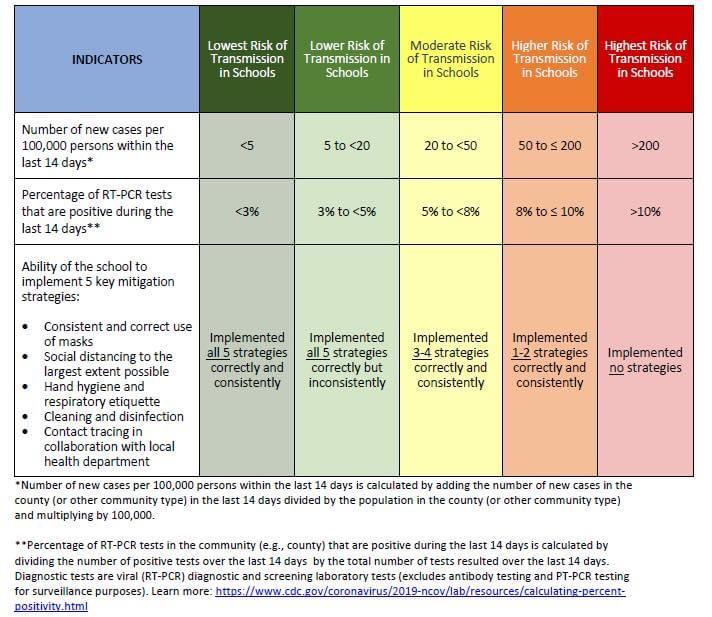 INDICATORS
Lowest Risk of
Transmission
in Schools
Lower Risk of
Transmission in
Schools
Moderate Risk
of Transmission
in Schools
Higher Risk of
Transmission
in Schools
Highest Risk of
Transmission
in Schools
Number of new cases per
100,000 persons within the
last 14 days*
<5
5 to <20
20 to <50
50 to ≤ 200
>200
Percentage of RT-PCR tests
that are positive during the
last 14 days**
<3%
3% to <5%
5% to <8%
8% to ≤ 10%
>10%
Ability of the school to
implement 5 key mitigation
strategies:
• Consistent and correct use
of masks
• Social distancing to the
largest extent possible
• Hand hygiene and
respiratory etiquette
• Cleaning and disinfection
• Contact tracing in
collaboration with local
health department
Implemented
all 5 strategies
correctly and
consistently
Implemented
all 5 strategies
correctly but
inconsistently
Implemented
3-4 strategies
correctly and
consistently
Implemented
1-2 strategies
correctly and
consistently
Implemented
no strategies
*Number of new cases per 100,000 persons within the last 14 days is calculated by adding the number of new cases in the
county (or other community type) in the last 14 days divided by the population in the county (or other community type)
and multiplying by 100,000.
**Percentage of RT-PCR tests in the community (e.g., county) that are positive during the last 14 days is calculated by
dividing the number of positive tests over the last 14 days by the total number of tests resulted over the last 14 days.
Diagnostic tests are viral (RT-PCR) diagnostic and screening laboratory tests (excludes antibody testing and PT-PCR testing
for surveillance purposes). Learn more: https://www.cdc.gov/coronavirus/2019-ncov/lab/resources/calculating-percent-
positivity.html